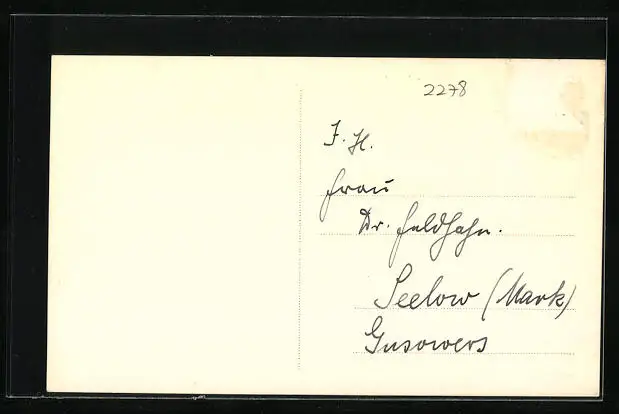 2278
I. H.
Frau
Dr. Feldhahn.
Seelow (Mark)
Gusowers